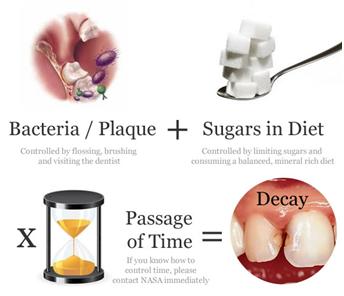 Bacteria / Plaque + Sugars in Diet
Controlled by flossing, brushing
and visiting the dentist
Controlled by limiting sugars and
consuming a balanced, mineral rich diet
x
Passage
of Time
If you know how to
control time, please
contact NASA immediately
=
Decay